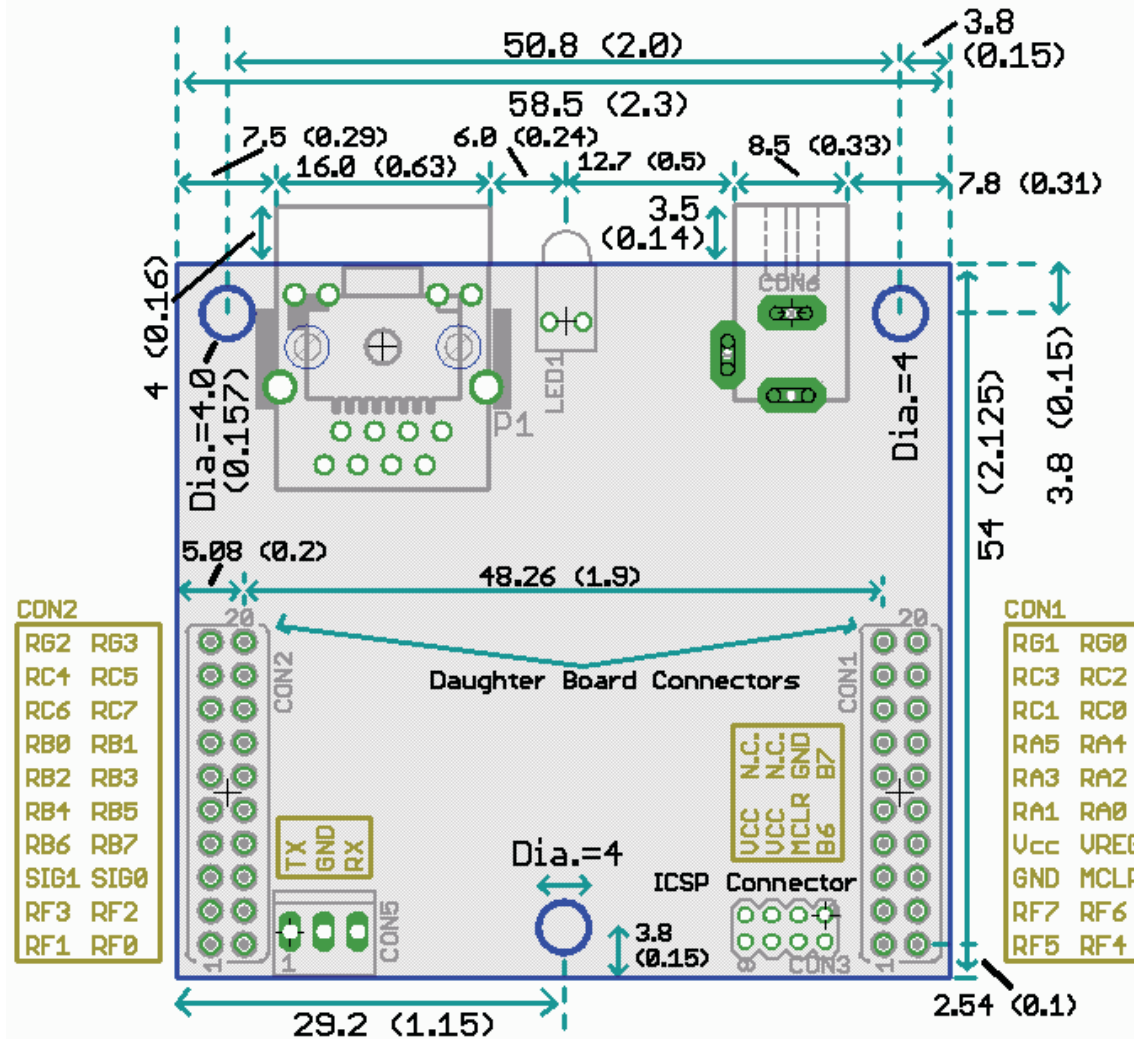 3.8
(0.15)
50.8 (2.0)
58.5 (2.3)
7.5 (0.29)
6.0 (0.24)
8.5 (0.33)
16.0 (0.63)
12.7 (0.5)
7.8 (0.31)
3.5
(0.14)
4 (0.16)
CON6
3.8 (0.15)
Dia.=4.0
(0.157)
LED1
P1
Dia.=4
54 (2.125)
5.08 (0.2)
48.26 (1.9)
CON2
RG2 RG3
RC4 RC5
RC6 RC7
RB0 RB1
RB2 RB3
RB4 RB5
RB6 RB7
SIG1 SIG0
RF3 RF2
RF1 RF0
20
CON2
1
Daughter Board Connectors
20
CON1
1
CON1
RG1 RG0
RC3 RC2
RC1 RC0
RA5 RA4
RA3 RA2
RA1 RA0
Vcc VREG
GND MCLR
RF7 RF6
RF5 RF4
VCC N.C.
VCC N.C.
MCLR GND
B6 B7
TX
GND
RX
Dia.=4
ICSP Connector
CON5
1
3.8
(0.15)
8
CON3
2.54 (0.1)
29.2 (1.15)